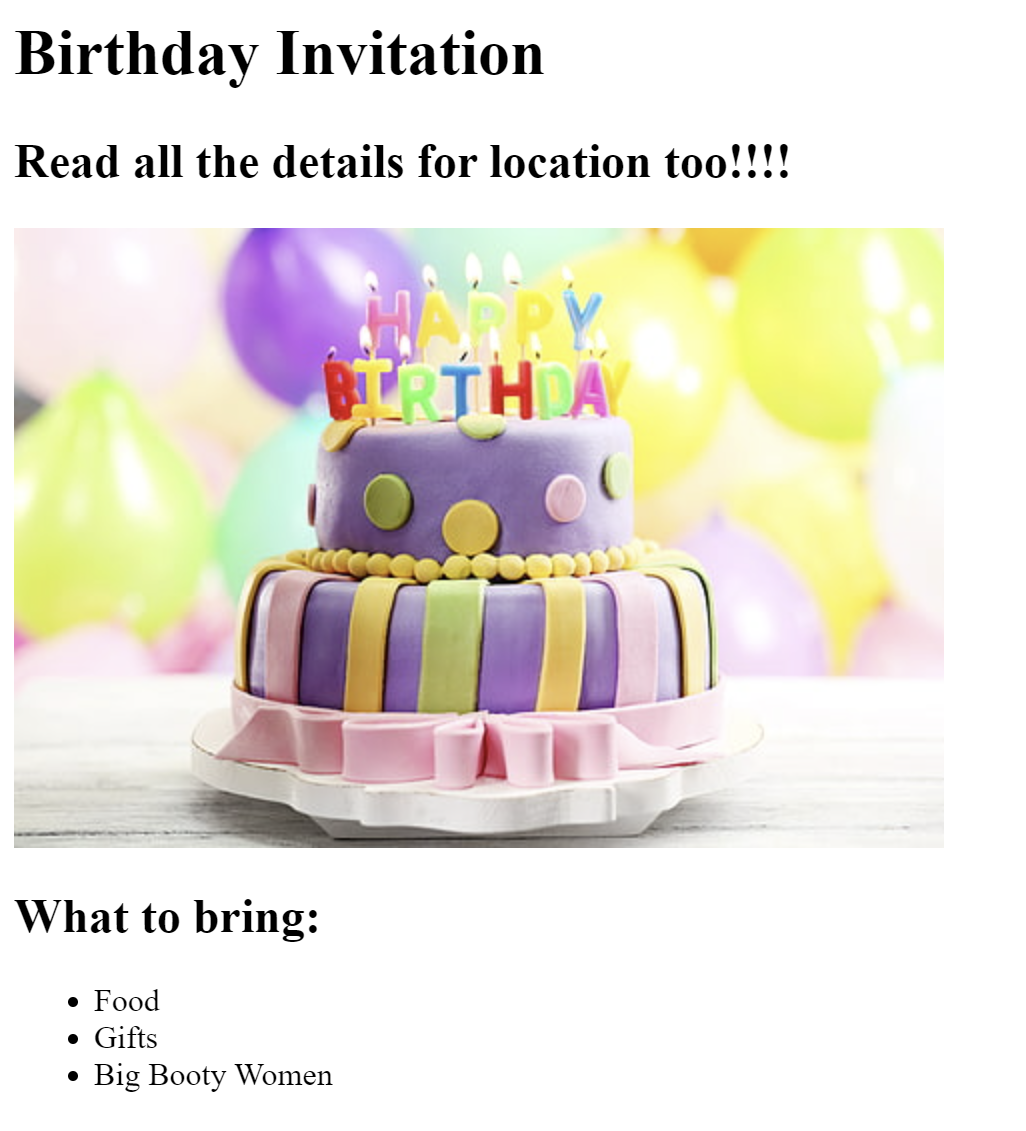 Birthday Invitation
Read all the details for location too!!!!
HAPPY
BIRTHDAY
What to bring:
Food
Gifts
Big Booty Women